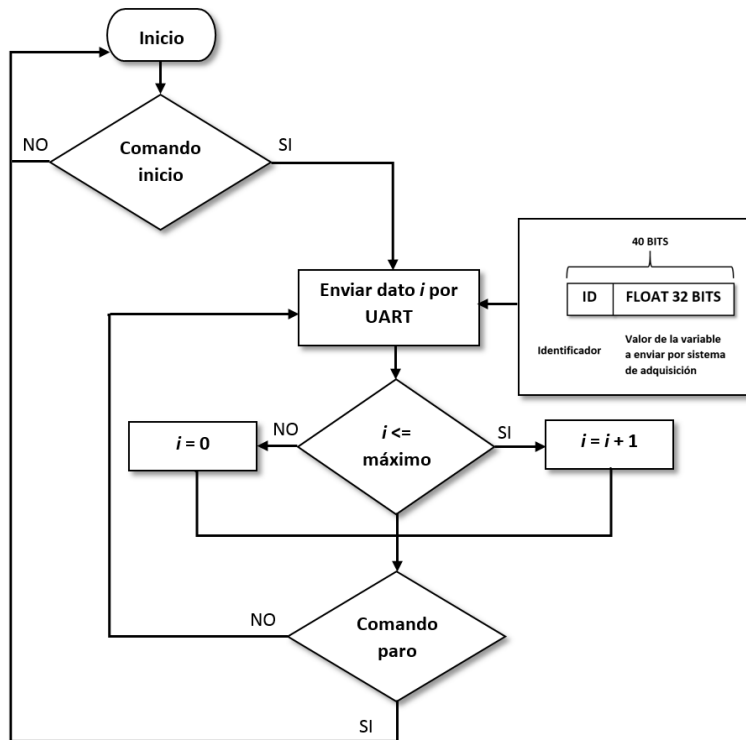 Inicio
NO
Comando
inicio
SI
40 BITS
ID
FLOAT 32 BITS
Identificador
Valor de la variable
a enviar por sistema
de adquisición
Enviar dato i por
UART
i = 0
NO
i <=
máximo
SI
i = i + 1
NO
Comando
paro
SI